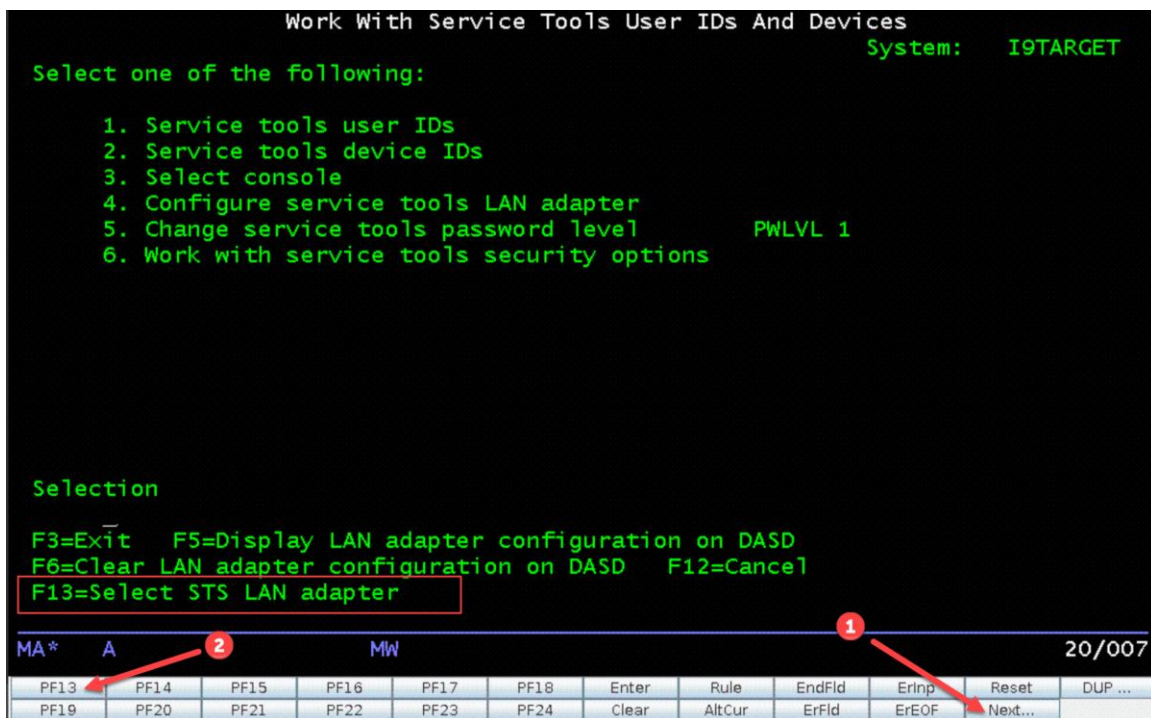 Work With Service Tools User IDs And Devices
System: I9TARGET
Select one of the following:
1. Service tools user IDs
2. Service tools device IDs
3. Select console
4. Configure service tools LAN adapter
5. Change service tools password level PWLVL 1
6. Work with service tools security options
Selection
F3=Exit F5=Display LAN adapter configuration on DASD
F6=Clear LAN adapter configuration on DASD F12=Cancel
F13=Select STS LAN adapter
1
MA* A 2 MW 20/007
PF13 PF14 PF15 PF16 PF17 PF18 Enter Rule EndFld ErInp Reset DUP ...
PF19 PF20 PF21 PF22 PF23 PF24 Clear AltCur ErFld ErEOF Next...